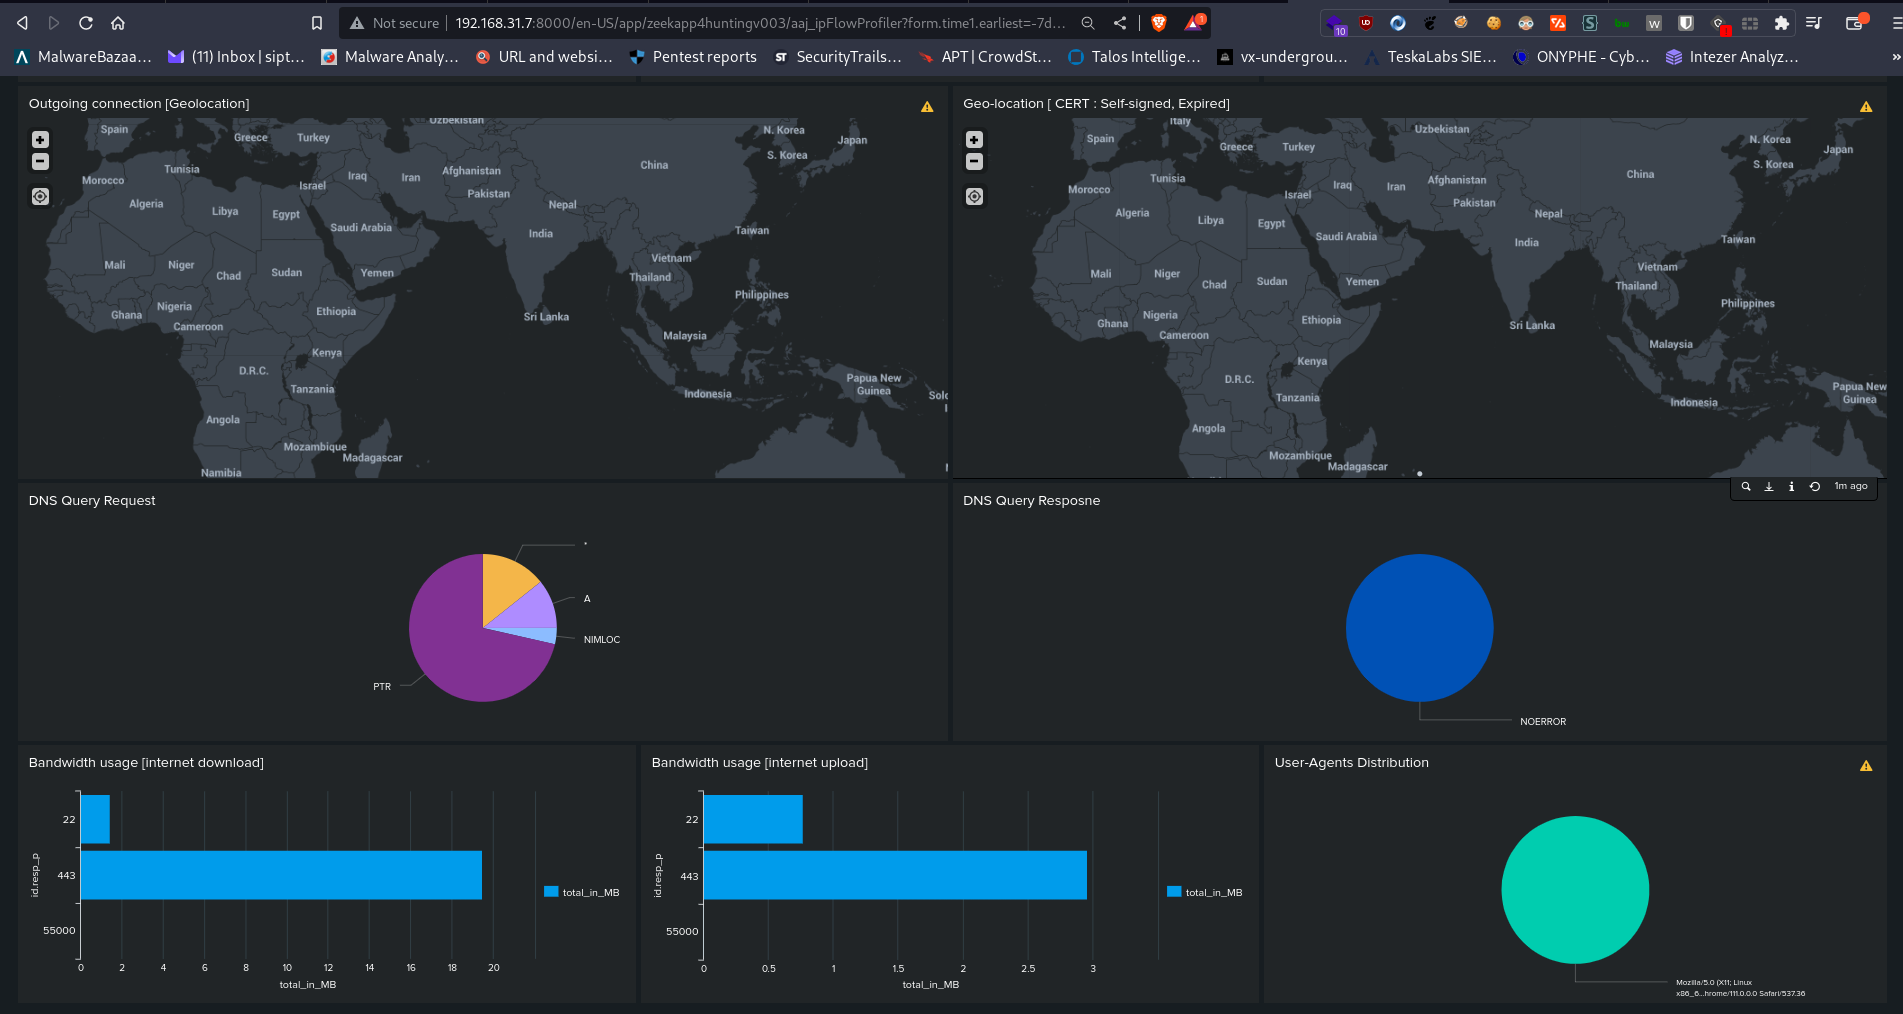 Not secure 192.168.31.7:8000/en-US/app/zeekapp4huntingv003/aaj_ipFlowProfiler?form.time1.earliest=-7d... 1 10 1
MalwareBazaa... (11) Inbox | sipt... Malware Analy... URL and websi... Pentest reports SecurityTrails... APT | CrowdSt... Talos Intellige... vx-undergrou... TeskaLabs SIE... ONYPHE - Cyb... Intezer Analyz... »
Outgoing connection [Geolocation]
Spain
Greece
Turkey
Uzbekistan
N. Korea
Japan
S. Korea
China
Tunisia
Morocco
Israel
Iraq
Iran
Afghanistan
Pakistan
Algeria
Libya
Egypt
Nepal
Saudi Arabia
India
Taiwan
Mali
Niger
Chad
Sudan
Yemen
Vietnam
Thailand
Philippines
Nigeria
Ghana
Cameroon
Ethiopia
Sri Lanka
Malaysia
Kenya
D.R.C.
Tanzania
Indonesia
Papua New
Guinea
Angola
Mozambique
Madagascar
Namibia
Geo-location [ CERT : Self-signed, Expired]
Italy
Spain
Greece
Turkey
Uzbekistan
N. Korea
Japan
S. Korea
China
Tunisia
Morocco
Israel
Iraq
Iran
Afghanistan
Pakistan
Algeria
Libya
Egypt
Nepal
Saudi Arabia
India
Taiwan
Mali
Niger
Chad
Sudan
Yemen
Vietnam
Thailand
Philippines
Nigeria
Ghana
Cameroon
Ethiopia
Sri Lanka
Malaysia
Kenya
D.R.C.
Tanzania
Indonesia
Papua New
Guinea
Angola
Mozambique
Madagascar
DNS Query Request
*
A
NIMLOC
PTR
DNS Query Resposne
1m ago
NOERROR
Bandwidth usage [internet download]
id.resp_p
22
443
55000
0 2 4 6 8 10 12 14 16 18 20
total_in_MB
total_in_MB
Bandwidth usage [internet upload]
id.resp_p
22
443
55000
0 0.5 1 1.5 2 2.5 3
total_in_MB
total_in_MB
User-Agents Distribution
Mozilla/5.0 (X11; Linux
x86_6...hrome/111.0.0.0 Safari/537.36